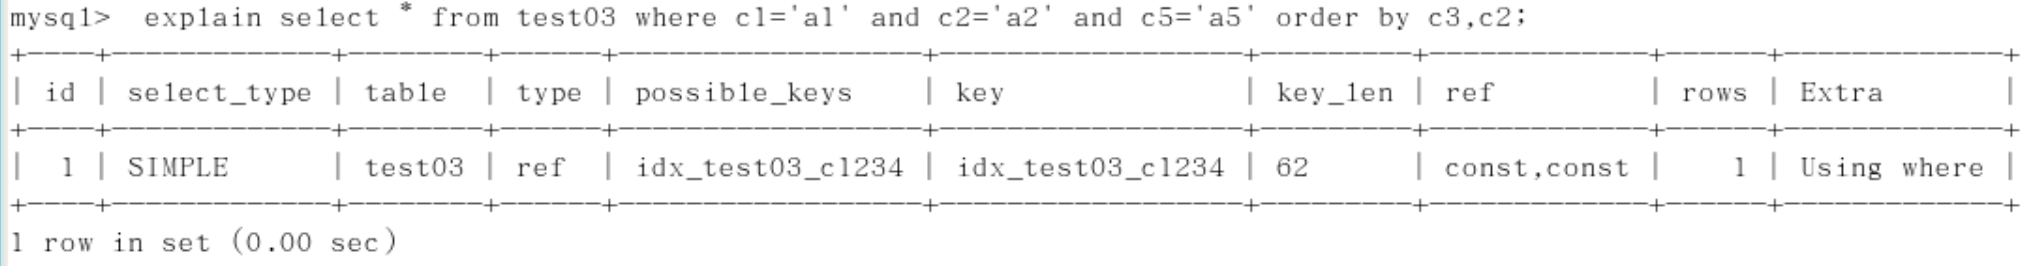 mysql>  explain select * from test03 where c1='a1' and c2='a2' and c5='a5' order by c3,c2;
+----+-------------+--------+------+------------------+------------------+---------+-------------+------+-------------+
| id | select_type | table  | type | possible_keys    | key              | key_len | ref         | rows | Extra       |
+----+-------------+--------+------+------------------+------------------+---------+-------------+------+-------------+
|  1 | SIMPLE      | test03 | ref  | idx_test03_c1234 | idx_test03_c1234 | 62      | const,const |    1 | Using where |
+----+-------------+--------+------+------------------+------------------+---------+-------------+------+-------------+
1 row in set (0.00 sec)